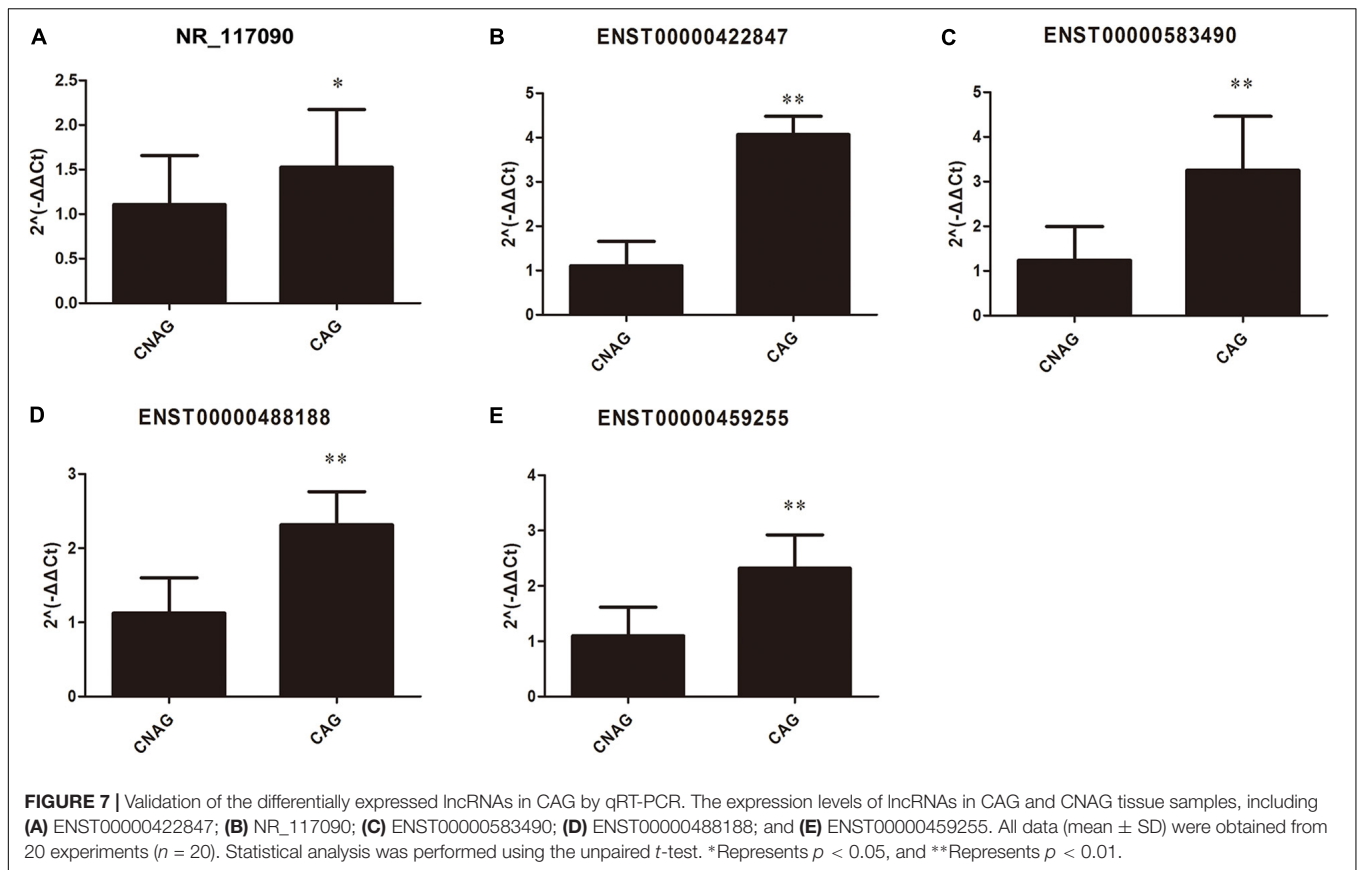 A
NR_117090
2^(-ΔΔCt)
2.5
2.0
1.5
1.0
0.5
0.0
*
CNAG
CAG
B
ENST00000422847
2^(-ΔΔCt)
5
4
3
2
1
0
**
CNAG
CAG
C
ENST00000583490
2^(-ΔΔCt)
5
4
3
2
1
0
**
CNAG
CAG
D
ENST00000488188
2^(-ΔΔCt)
3
2
1
0
**
CNAG
CAG
E
ENST00000459255
2^(-ΔΔCt)
4
3
2
1
0
**
CNAG
CAG
FIGURE 7 | Validation of the differentially expressed lncRNAs in CAG by qRT-PCR. The expression levels of lncRNAs in CAG and CNAG tissue samples, including
(A) ENST00000422847; (B) NR_117090; (C) ENST00000583490; (D) ENST00000488188; and (E) ENST00000459255. All data (mean ± SD) were obtained from
20 experiments (n = 20). Statistical analysis was performed using the unpaired t-test. *Represents p < 0.05, and **Represents p < 0.01.